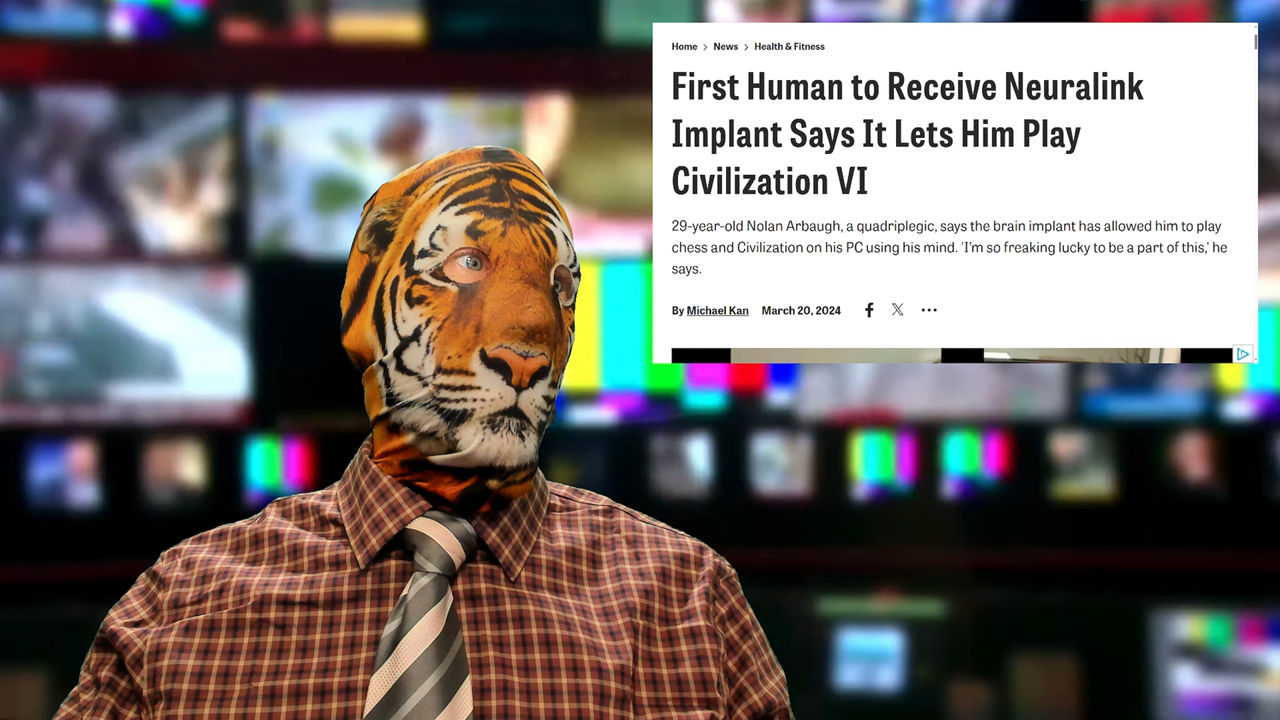 Home > News > Health & Fitness
First Human to Receive Neuralink
Implant Says It Lets Him Play
Civilization VI
29-year-old Nolan Arbaugh, a quadriplegic, says the brain implant has allowed him to play
chess and Civilization on his PC using his mind. 'I'm so freaking lucky to be a part of this,' he
says.
By Michael Kan March 20, 2024